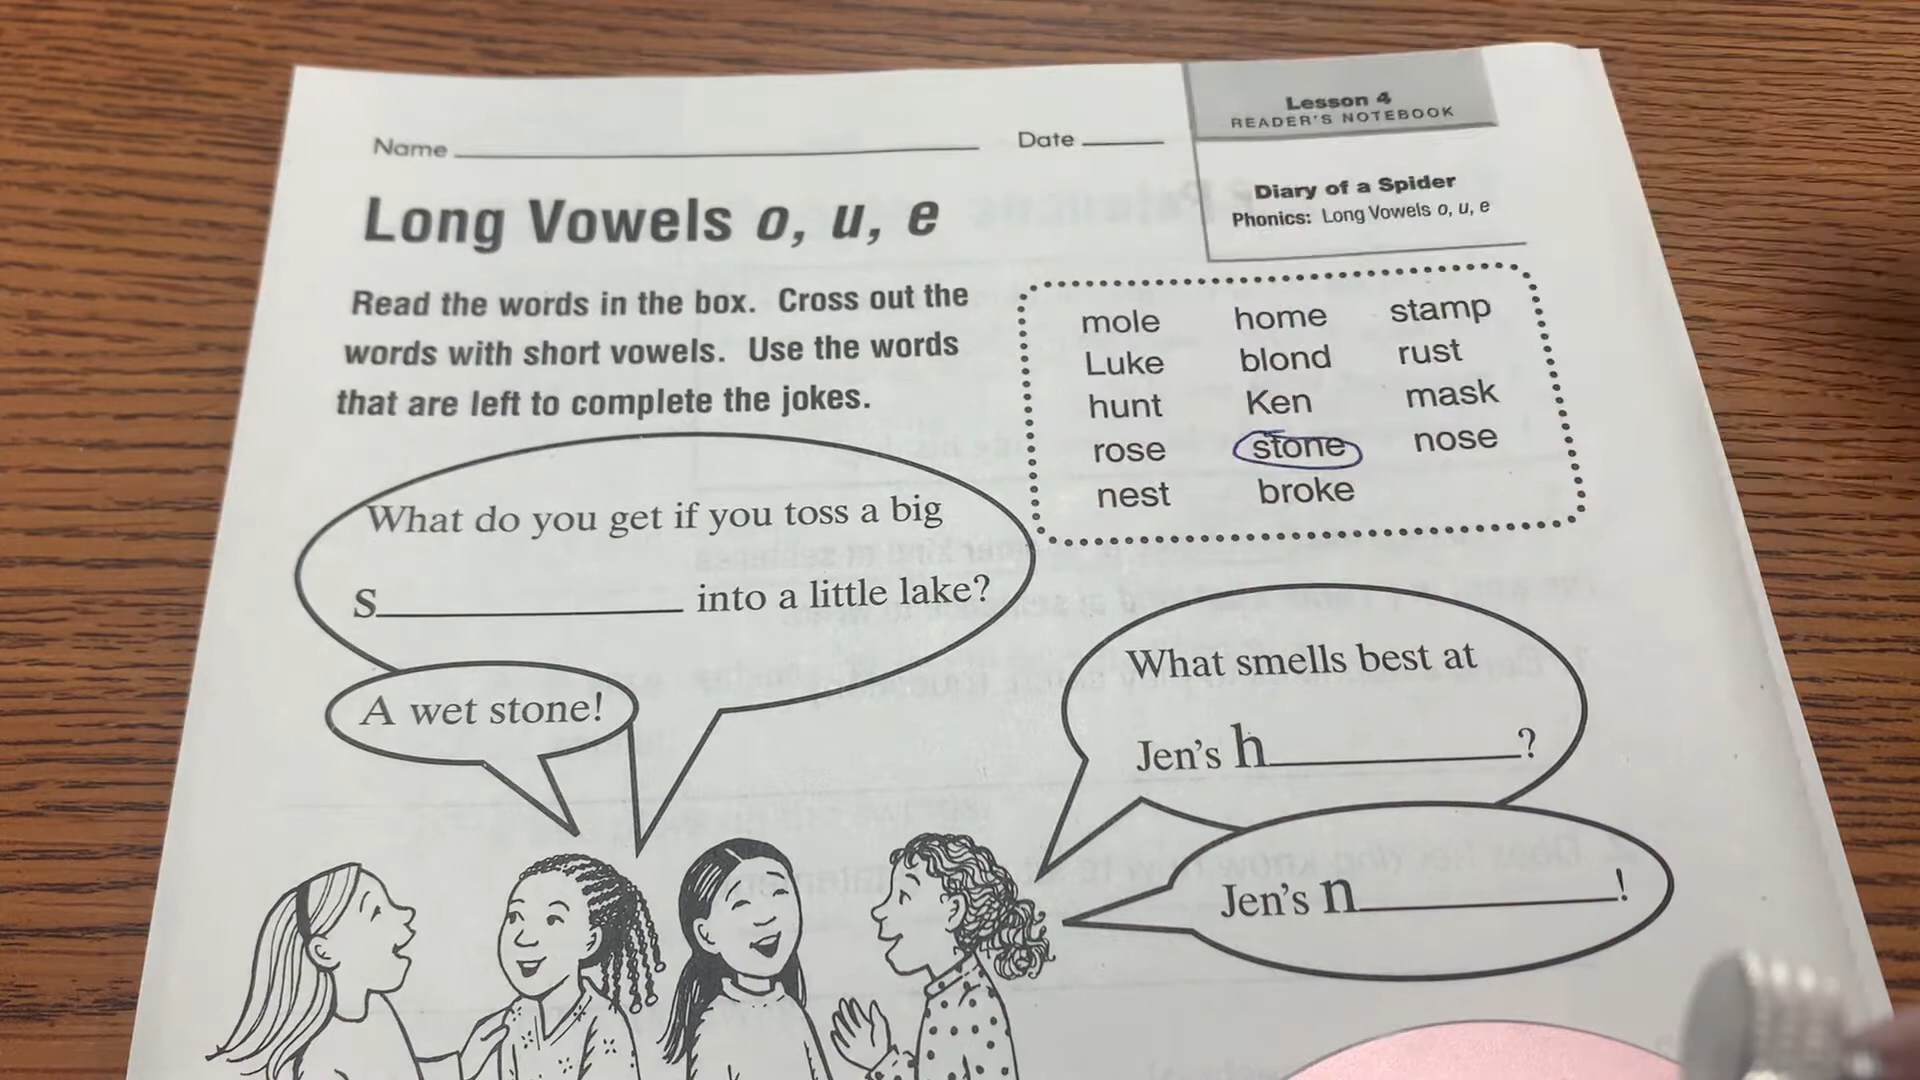 Lesson 4
READER'S NOTEBOOK
Name Date
Diary of a Spider
Phonics: Long Vowels o, u, e
Long Vowels o, u, e
Read the words in the box. Cross out the
words with short vowels. Use the words
that are left to complete the jokes.
mole home stamp
Luke blond rust
hunt Ken mask
rose stone nose
nest broke
What do you get if you toss a big
s into a little lake?
A wet stone!
What smells best at
Jen's h?
Jen's n!